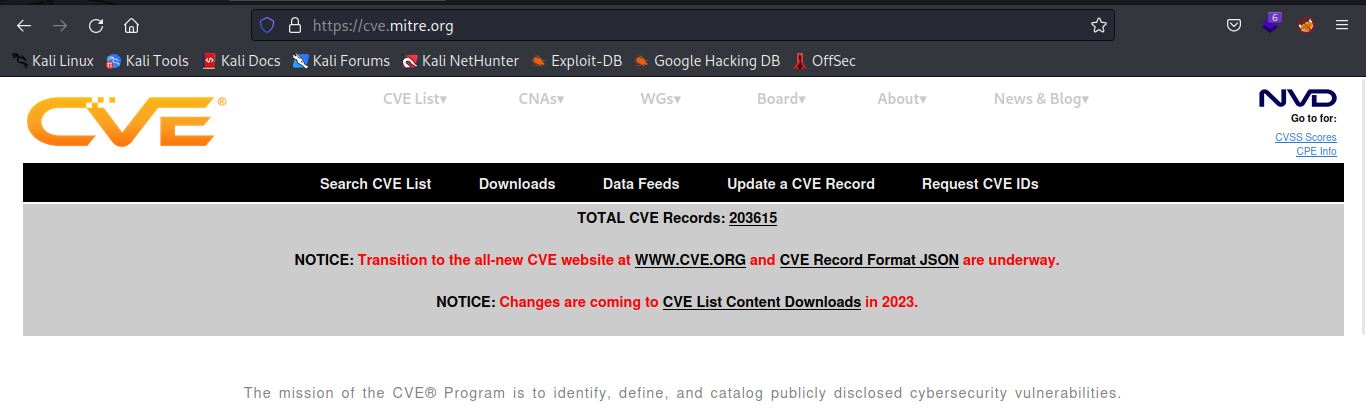 https://cve.mitre.org
6
Kali Linux Kali Tools Kali Docs Kali Forums Kali NetHunter Exploit-DB Google Hacking DB OffSec
CVE®
CVE List▾ CNAs▾ WGs▾ Board▾ About▾ News & Blog▾
NVD
Go to for:
CVSS Scores
CPE Info
Search CVE List Downloads Data Feeds Update a CVE Record Request CVE IDs
TOTAL CVE Records: 203615
NOTICE: Transition to the all-new CVE website at WWW.CVE.ORG and CVE Record Format JSON are underway.
NOTICE: Changes are coming to CVE List Content Downloads in 2023.
The mission of the CVE® Program is to identify, define, and catalog publicly disclosed cybersecurity vulnerabilities.